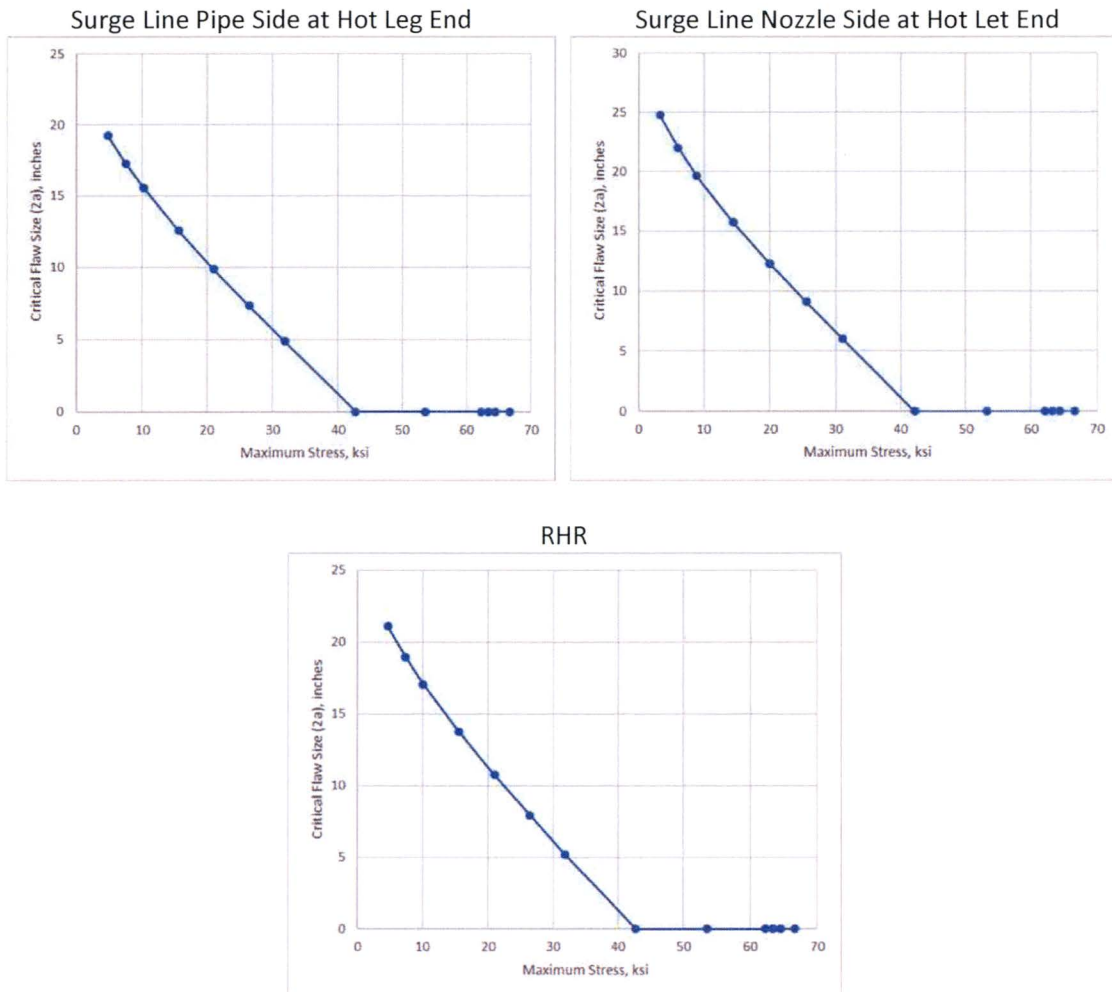 Surge Line Pipe Side at Hot Leg End
25
20
15
10
5
0
0 10 20 30 40 50 60 70
Critical Flaw Size (2a), inches
Maximum Stress, ksi
Surge Line Nozzle Side at Hot Let End
30
25
20
15
10
5
0
0 10 20 30 40 50 60 70
Critical Flaw Size (2a), inches
Maximum Stress, ksi
RHR
25
20
15
10
5
0
0 10 20 30 40 50 60 70
Critical Flaw Size (2a), inches
Maximum Stress, ksi